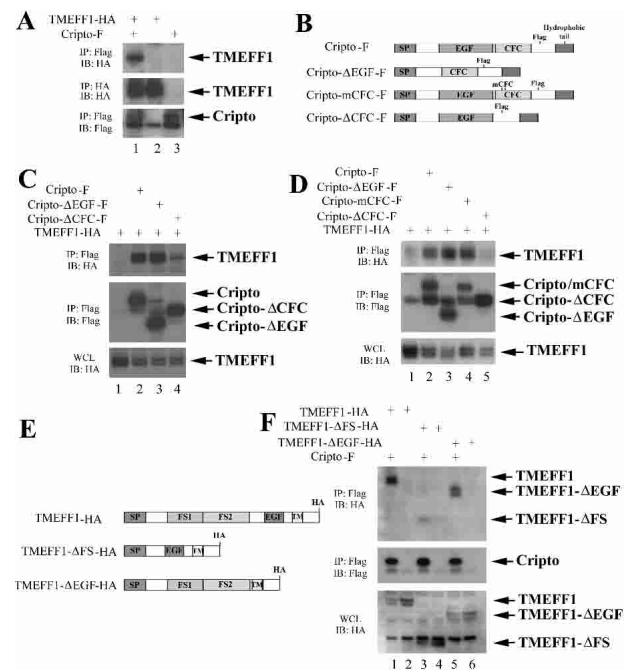 A
TMEFF1-HA + +
Cripto-F + +
IP: Flag
IB: HA
TMEFF1
IP: HA
IB: HA
TMEFF1
IP: Flag
IB: Flag
Cripto
1 2 3
B
Hydrophobic
tail
Flag
Cripto-F
SP EGF CFC
Flag
Cripto-ΔEGF-F
SP CFC
mCFC Flag
Cripto-mCFC-F
SP EGF CFC
Flag
Cripto-ΔCFC-F
SP EGF
C
Cripto-F +
Cripto-ΔEGF-F +
Cripto-ΔCFC-F +
TMEFF1-HA + + + +
IP: Flag
IB: HA
TMEFF1
IP: Flag
IB: Flag
Cripto
Cripto-ΔCFC
Cripto-ΔEGF
WCL
IB: HA
TMEFF1
1 2 3 4
D
Cripto-F +
Cripto-ΔEGF-F +
Cripto-mCFC-F +
Cripto-ΔCFC-F +
TMEFF1-HA + + + + +
IP: Flag
IB: HA
TMEFF1
IP: Flag
IB: Flag
Cripto/mCFC
Cripto-ΔCFC
Cripto-ΔEGF
WCL
IB: HA
TMEFF1
1 2 3 4 5
E
HA
TMEFF1-HA
SP FS1 FS2 EGF TM
HA
TMEFF1-ΔFS-HA
SP EGF TM
HA
TMEFF1-ΔEGF-HA
SP FS1 FS2 TM
F
TMEFF1-HA + +
TMEFF1-ΔFS-HA + +
TMEFF1-ΔEGF-HA + +
Cripto-F + + +
IP: Flag
IB: HA
TMEFF1
TMEFF1-ΔEGF
TMEFF1-ΔFS
IP: Flag
IB: Flag
Cripto
WCL
IB: HA
TMEFF1
TMEFF1-ΔEGF
TMEFF1-ΔFS
1 2 3 4 5 6